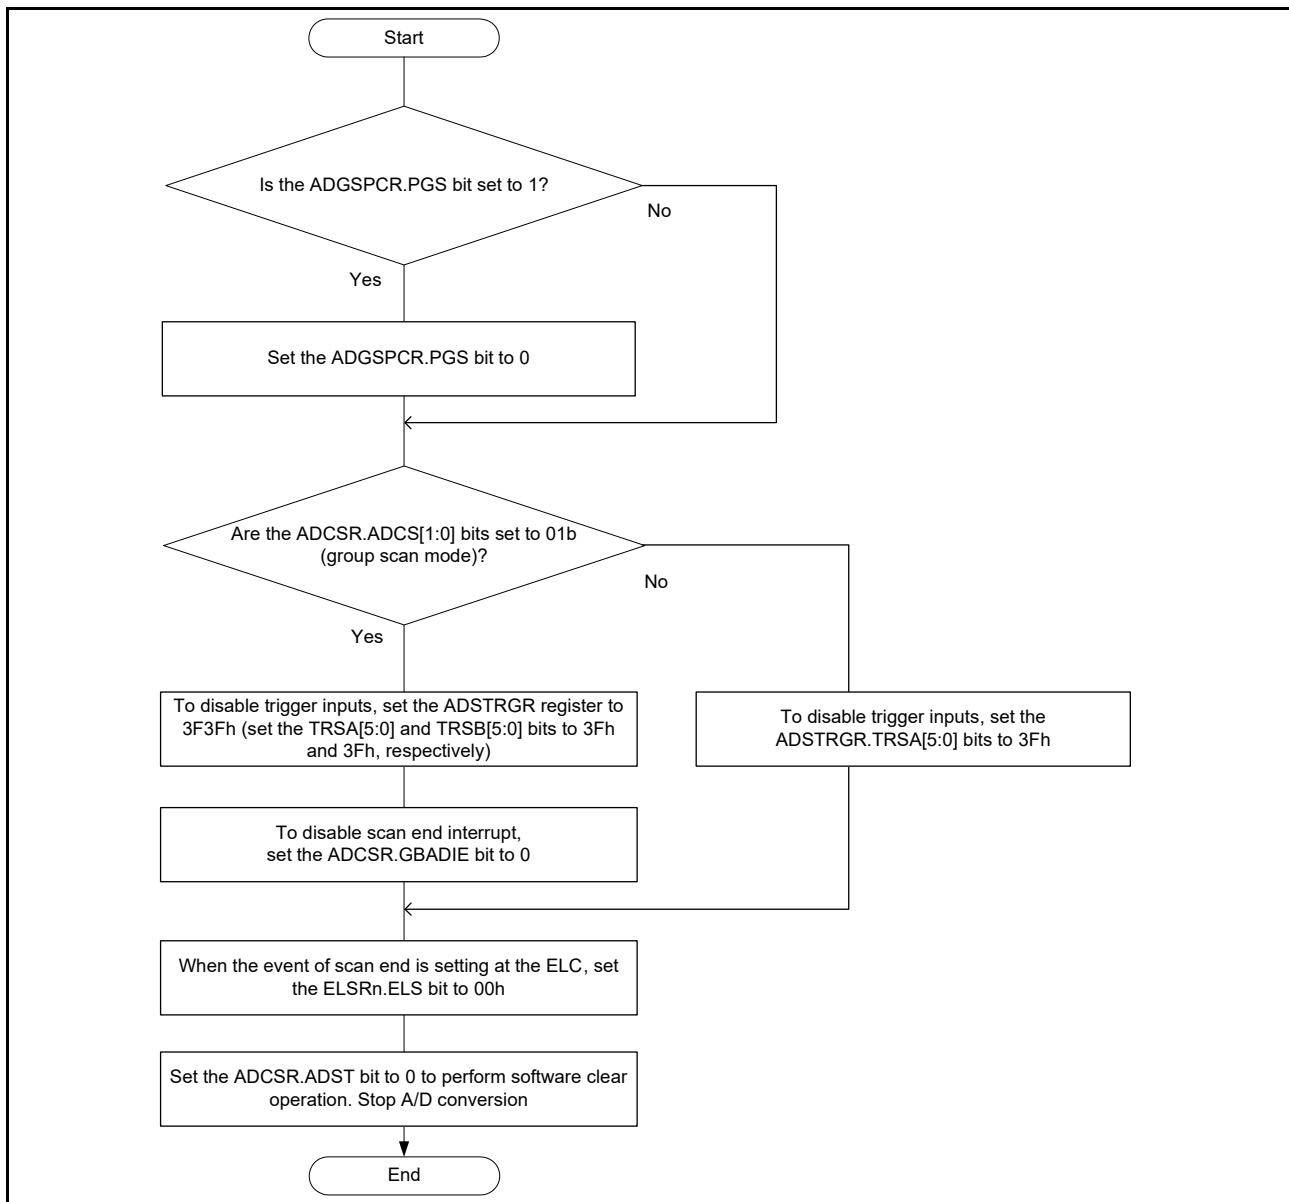 Start
Is the ADGSPCR.PGS bit set to 1?
No
Yes
Set the ADGSPCR.PGS bit to 0
Are the ADCSR.ADCS[1:0] bits set to 01b
(group scan mode)?
No
Yes
To disable trigger inputs, set the ADSTRGR register to
3F3Fh (set the TRSA[5:0] and TRSB[5:0] bits to 3Fh
and 3Fh, respectively)
To disable trigger inputs, set the
ADSTRGR.TRSA[5:0] bits to 3Fh
To disable scan end interrupt,
set the ADCSR.GBADIE bit to 0
When the event of scan end is setting at the ELC, set
the ELSRn.ELS bit to 00h
Set the ADCSR.ADST bit to 0 to perform software clear
operation. Stop A/D conversion
End